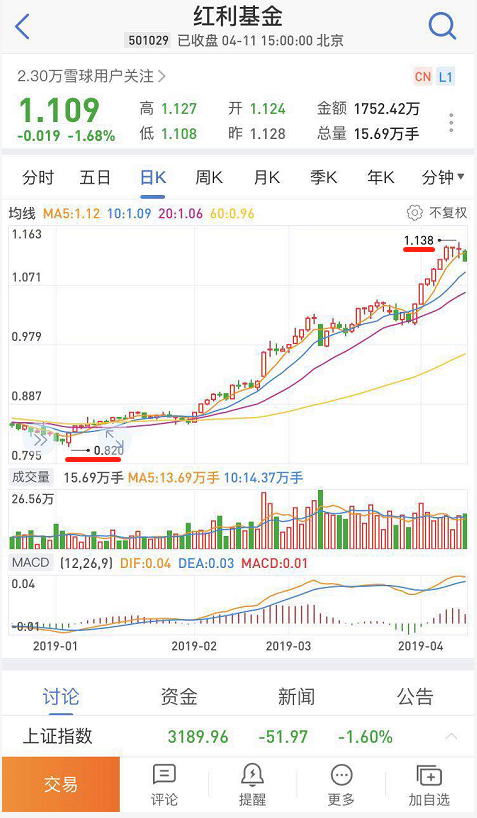 红利基金
501029 已收盘 04-11 15:00:00 北京
2.30万雪球用户关注
CN L1
1.109 高 1.127 开 1.124 金额 1752.42万
-0.019 -1.68% 低 1.108 昨 1.128 总量 15.69万手
分时 五日 日K 周K 月K 季K 年K 分钟
均线 MA5:1.12 10:1.09 20:1.06 60:0.96 不复权
1.163
1.138
1.071
0.979
0.887
0.820
0.795
成交量 15.69万手 MA5:13.69万手 10:14.37万手
26.56万
MACD (12,26,9) DIF:0.04 DEA:0.03 MACD:0.01
0.04
-0.01
2019-01 2019-02 2019-03 2019-04
讨论 资金 新闻 公告
上证指数 3189.96 -51.97 -1.60%
交易 评论 提醒 更多 加自选